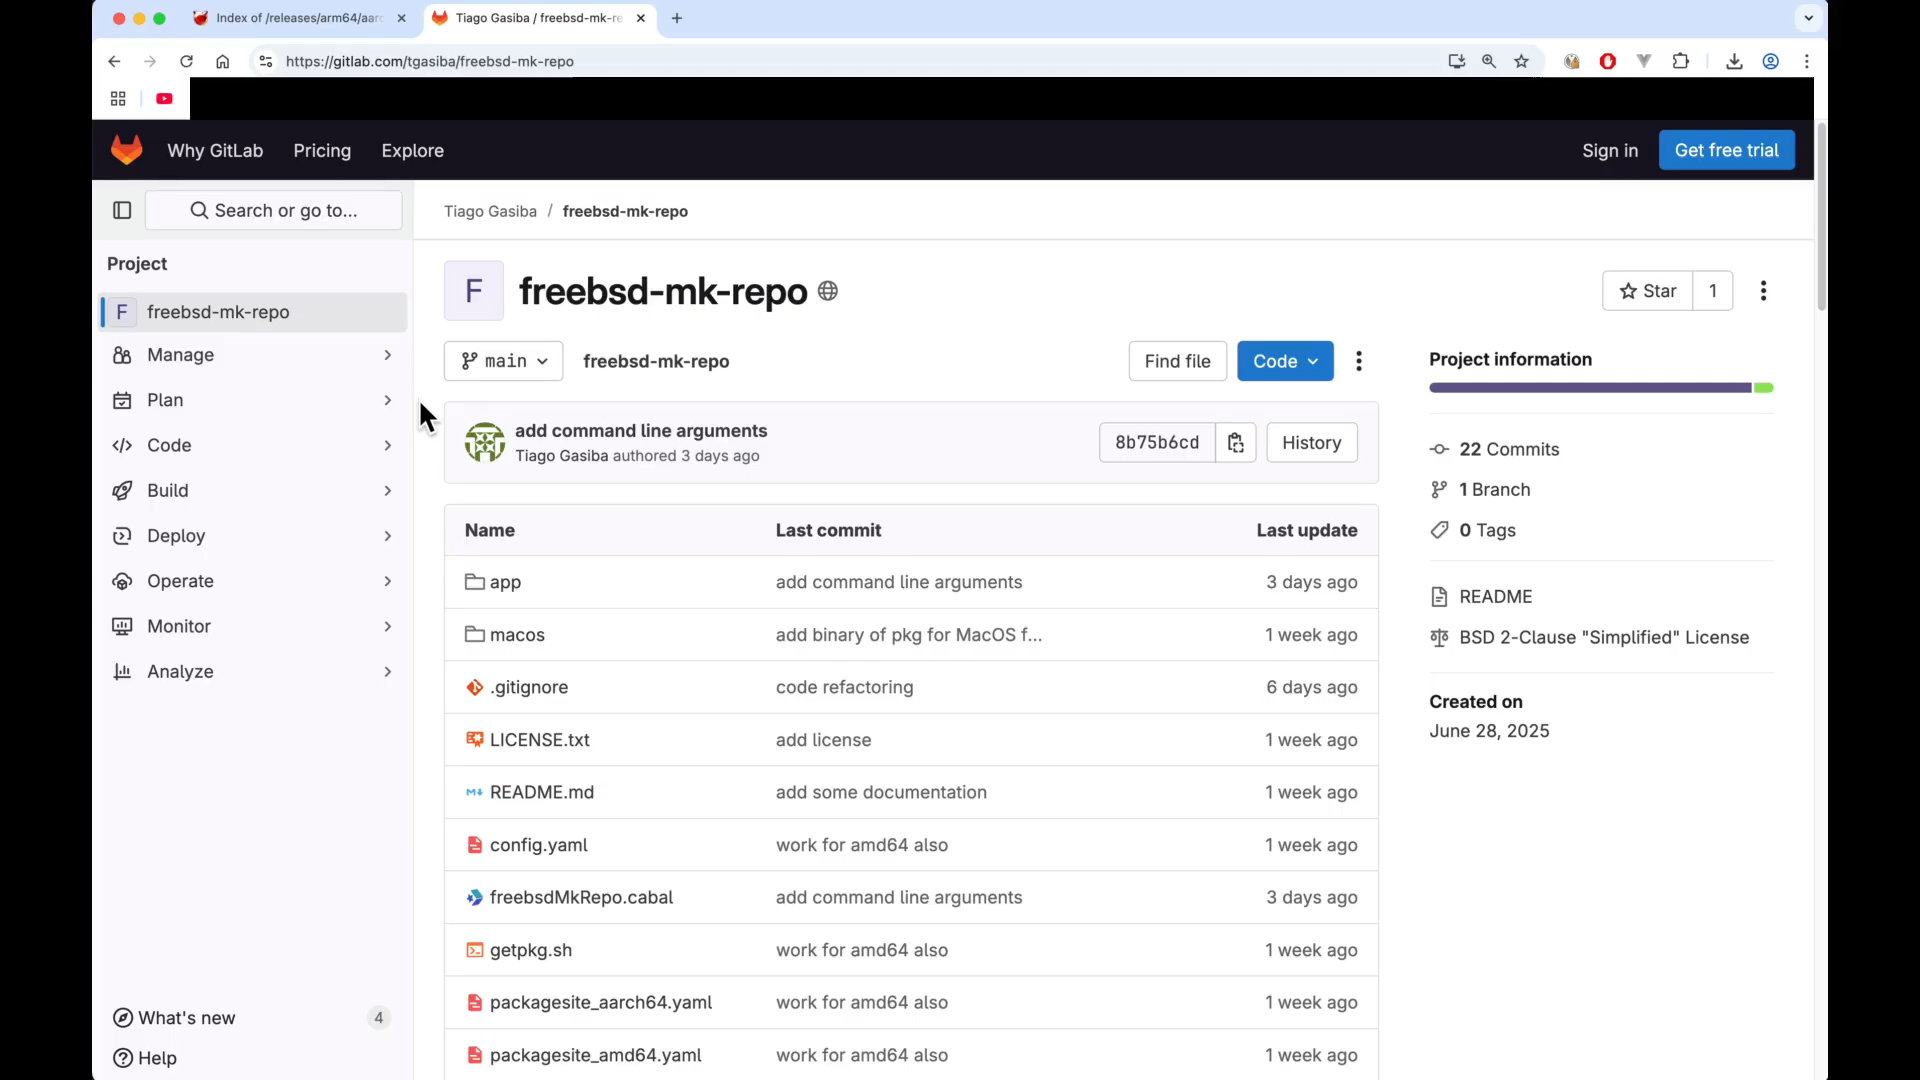 Index of /releases/arm64/aar
Tiago Gasiba / freebsd-mk-re
https://gitlab.com/tgasiba/freebsd-mk-repo
Why GitLab
Pricing
Explore
Sign in
Get free trial
Search or go to...
Tiago Gasiba / freebsd-mk-repo
Project
F freebsd-mk-repo
Manage
Plan
Code
Build
Deploy
Operate
Monitor
Analyze
What's new 4
Help
F freebsd-mk-repo
Star 1
main
freebsd-mk-repo
Find file
Code
add command line arguments
Tiago Gasiba authored 3 days ago
8b75b6cd
History
Name Last commit Last update
app add command line arguments 3 days ago
macos add binary of pkg for MacOS f... 1 week ago
.gitignore code refactoring 6 days ago
LICENSE.txt add license 1 week ago
README.md add some documentation 1 week ago
config.yaml work for amd64 also 1 week ago
freebsdMkRepo.cabal add command line arguments 3 days ago
getpkg.sh work for amd64 also 1 week ago
packagesite_aarch64.yaml work for amd64 also 1 week ago
packagesite_amd64.yaml work for amd64 also 1 week ago
Project information
22 Commits
1 Branch
0 Tags
README
BSD 2-Clause "Simplified" License
Created on
June 28, 2025